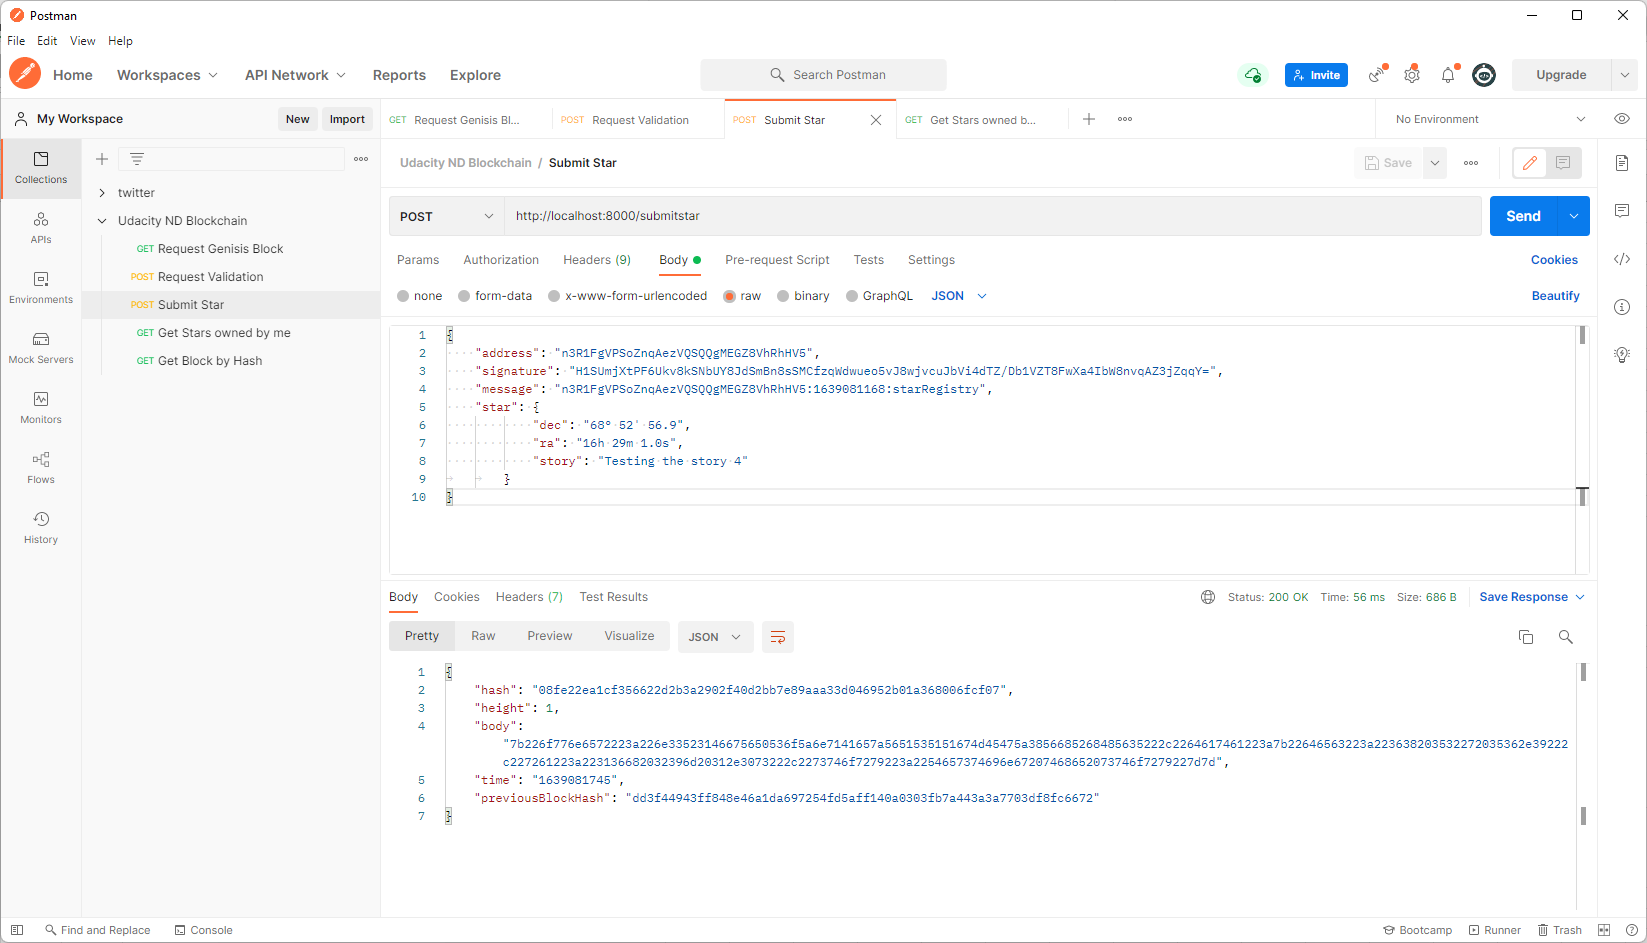 Postman
File Edit View Help
Home Workspaces API Network Reports Explore Search Postman Invite Upgrade
My Workspace New Import GET Request Genisis Bl... POST Request Validation POST Submit Star GET Get Stars owned b... No Environment
Collections
APIs
Environments
Mock Servers
Monitors
Flows
History
twitter
Udacity ND Blockchain
GET Request Genisis Block
POST Request Validation
POST Submit Star
GET Get Stars owned by me
GET Get Block by Hash
Udacity ND Blockchain / Submit Star Save
POST http://localhost:8000/submitstar Send
Params Authorization Headers (9) Body Pre-request Script Tests Settings Cookies
none form-data x-www-form-urlencoded raw binary GraphQL JSON Beautify
1 {
2 "address": "n3R1FgVPSoZnqAezVQSQQgMEGZ8VhRhHV5",
3 "signature": "H1SUmjXtPF6Ukv8kSNbUY8JdSmBn8sSMCfzqWdwueo5vJ8wjvcuJbVi4dTZ/Db1VZT8FwXa4IbW8nvqAZ3jZqqY=",
4 "message": "n3R1FgVPSoZnqAezVQSQQgMEGZ8VhRhHV5:1639081168:starRegistry",
5 "star": {
6 "dec": "68° 52' 56.9",
7 "ra": "16h 29m 1.0s",
8 "story": "Testing the story 4"
9 }
10 }
Body Cookies Headers (7) Test Results Status: 200 OK Time: 56 ms Size: 686 B Save Response
Pretty Raw Preview Visualize JSON
1 {
2 "hash": "08fe22ea1cf356622d2b3a2902f40d2bb7e89aaa33d046952b01a368006fcf07",
3 "height": 1,
4 "body":
"7b226f776e6572223a226e33523146675650536f5a6e7141657a5651535151674d45475a3856685268485635222c2264617461223a7b22646563223a223638203532272035362e39222c
c227261223a223136682032396d20312e3073222c2273746f7279223a2254657374696e67207468652073746f7279227d7d",
5 "time": "1639081745",
6 "previousBlockHash": "dd3f44943ff848e46a1da697254fd5aff140a0303fb7a443a3a7703df8fc6672"
7 }
Find and Replace Console Bootcamp Runner Trash